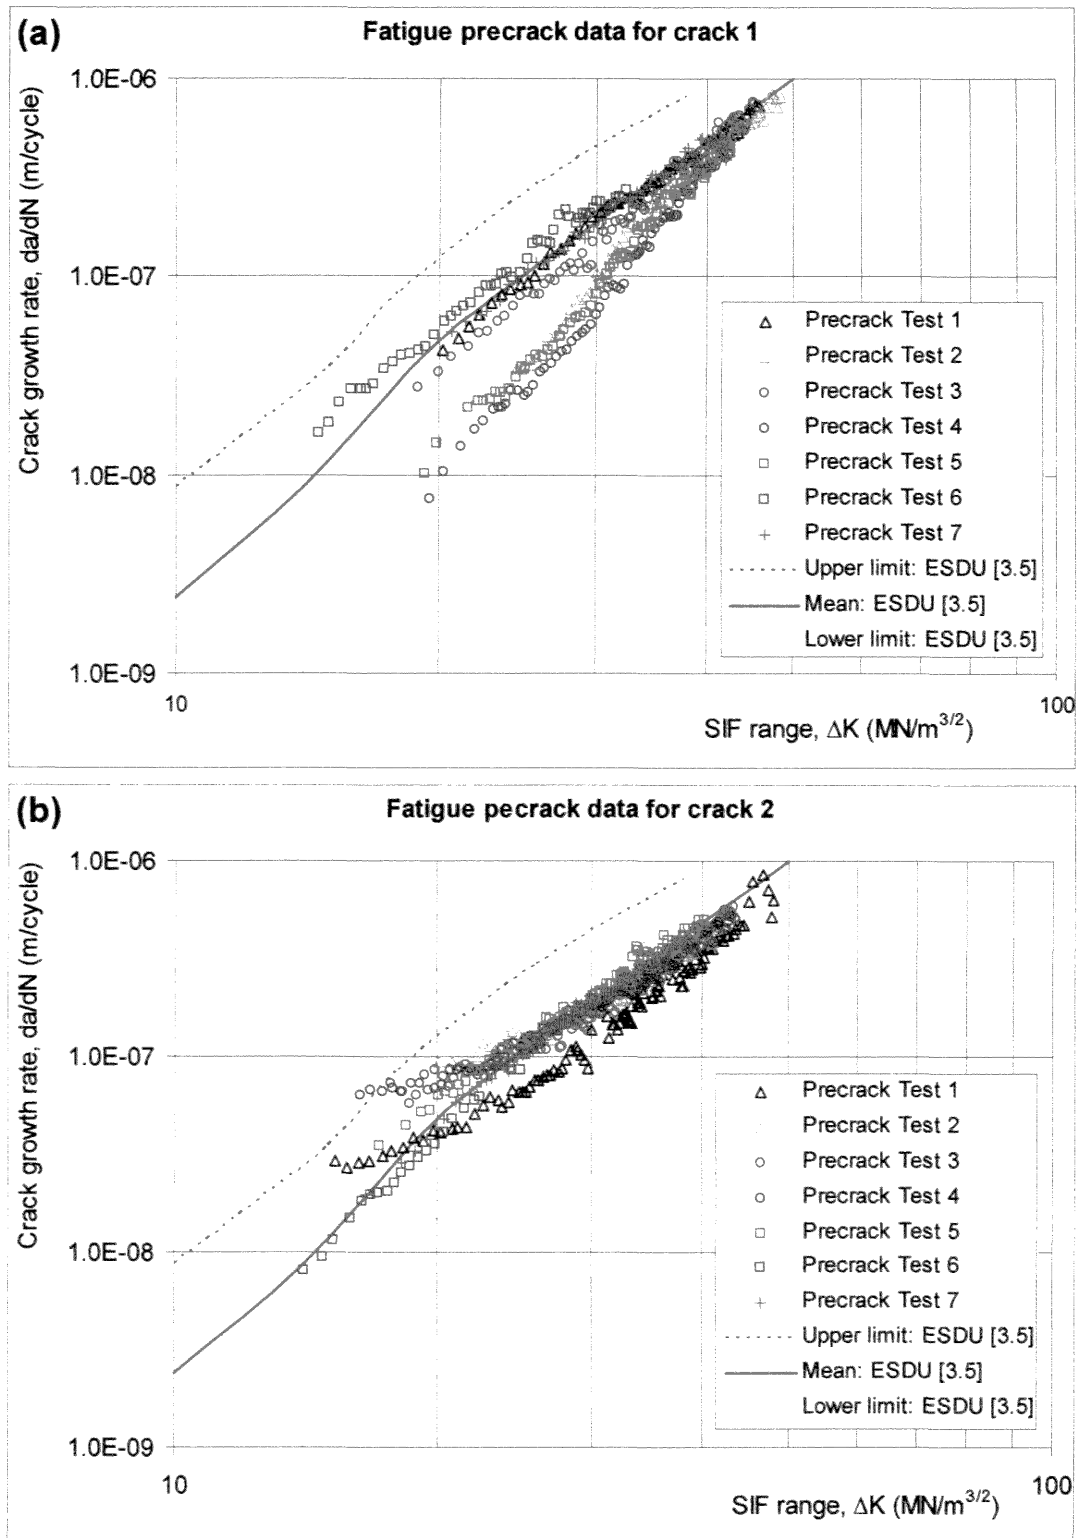 (a)
Fatigue precrack data for crack 1
Crack growth rate, da/dN (m/cycle)
1.0E-06
1.0E-07
1.0E-08
1.0E-09
10
100
SIF range, ΔK (MN/m^3/2)
Precrack Test 1
Precrack Test 2
Precrack Test 3
Precrack Test 4
Precrack Test 5
Precrack Test 6
Precrack Test 7
Upper limit: ESDU [3.5]
Mean: ESDU [3.5]
Lower limit: ESDU [3.5]
(b)
Fatigue pecrack data for crack 2
Crack growth rate, da/dN (m/cycle)
1.0E-06
1.0E-07
1.0E-08
1.0E-09
10
100
SIF range, ΔK (MN/m^3/2)
Precrack Test 1
Precrack Test 2
Precrack Test 3
Precrack Test 4
Precrack Test 5
Precrack Test 6
Precrack Test 7
Upper limit: ESDU [3.5]
Mean: ESDU [3.5]
Lower limit: ESDU [3.5]